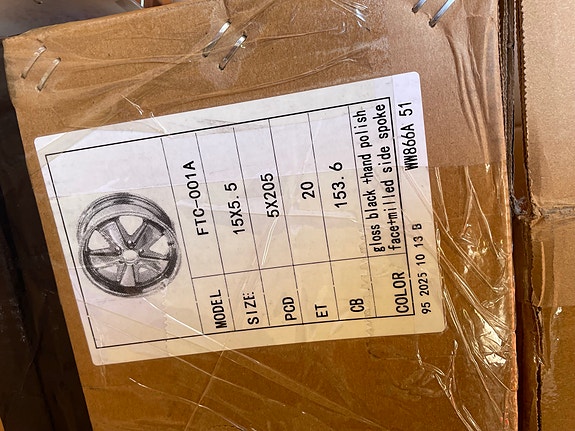 MODEL FTC-001A
SIZE 15X5.5
PCD 5X205
ET 20
CB 153.6
COLOR gloss black +hand polish
face+milled side spoke
95 2025 10 13 B WW866A 51